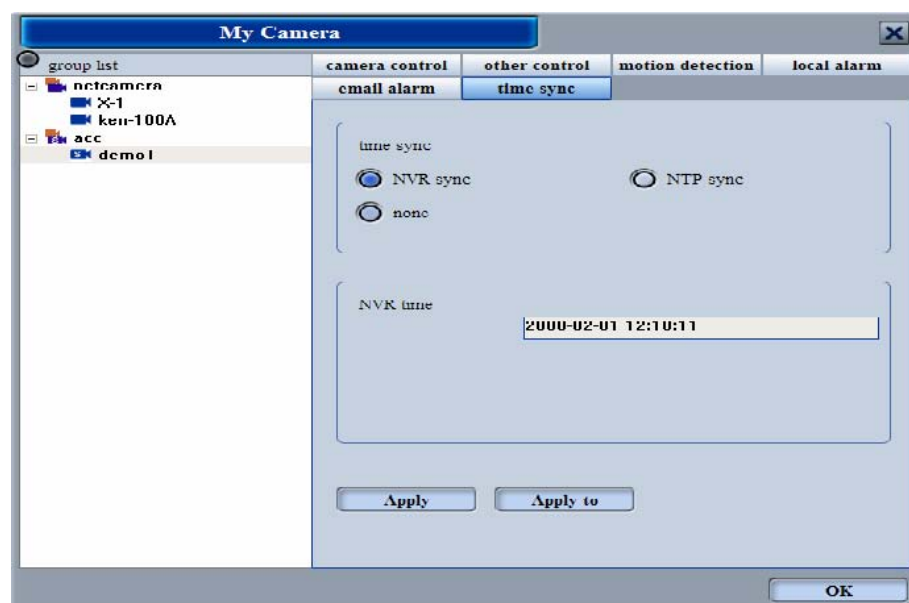 My Camera
group list
netcamera
X-1
ken-100A
acc
demo1
camera control
other control
motion detection
local alarm
email alarm
time sync
time sync
NVR sync
NTP sync
none
NVR time
2000-02-01 12:10:11
Apply
Apply to
OK